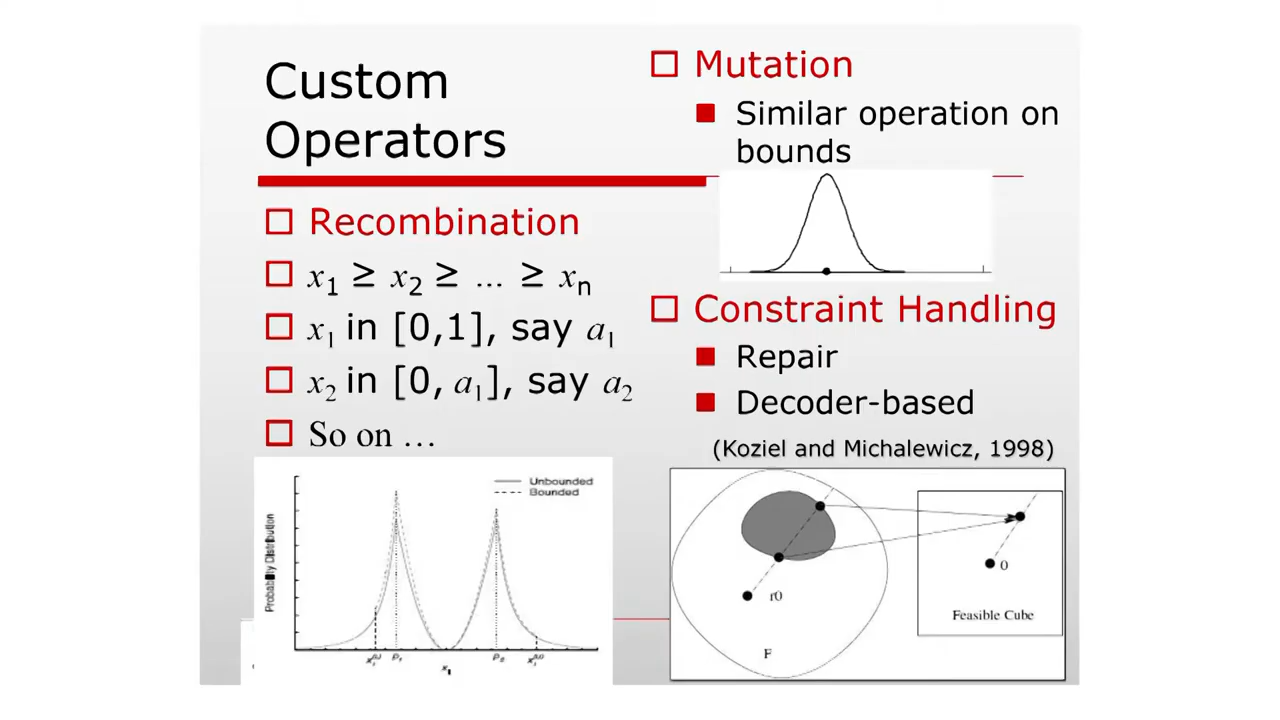 Custom
Operators
Recombination
x1 ≥ x2 ≥ ... ≥ xn
x1 in [0,1], say a1
x2 in [0, a1], say a2
So on …
Unbounded
Bounded
Probability Distribution
p1
p2
Mutation
Similar operation on
bounds
Constraint Handling
Repair
Decoder-based
(Koziel and Michalewicz, 1998)
r0
F
0
Feasible Cube